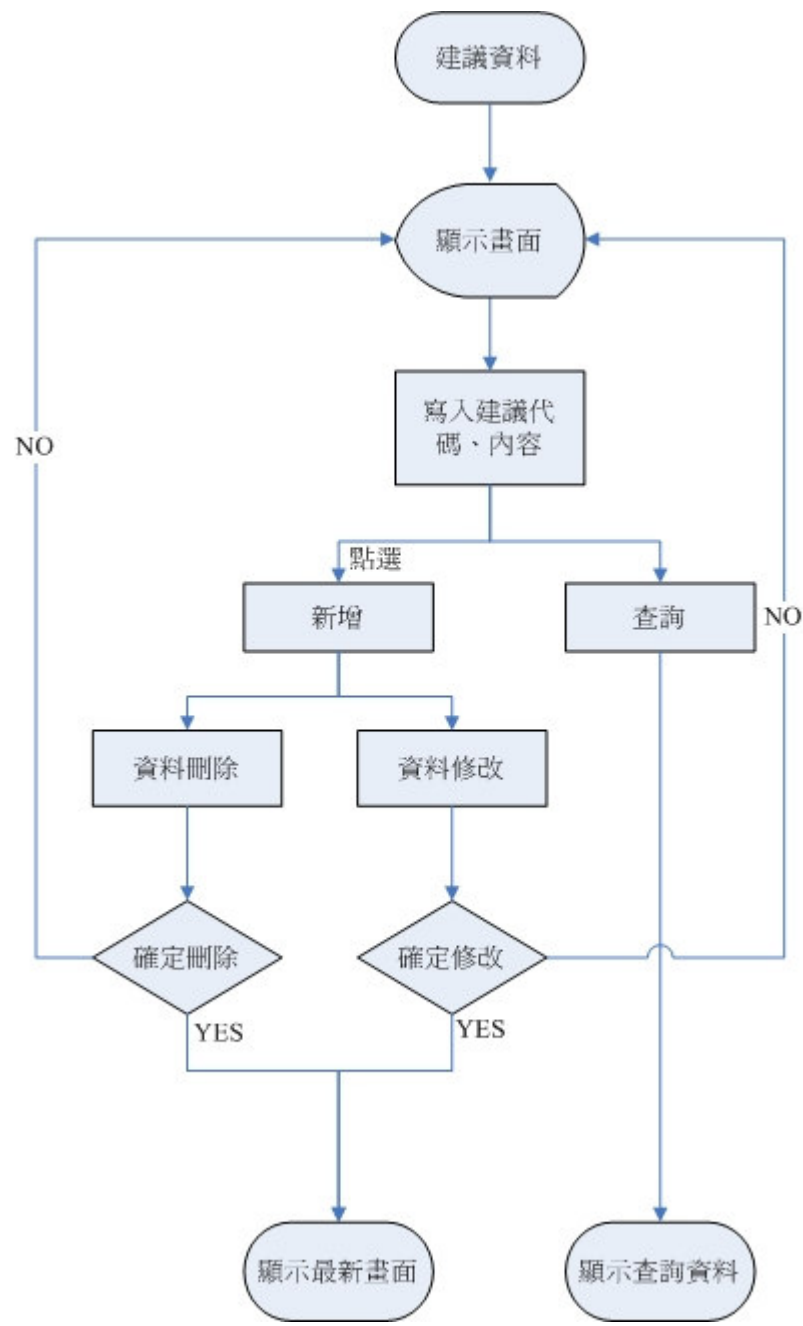 建議資料
顯示畫面
寫入建議代
碼、內容
NO
點選
新增
查詢
NO
資料刪除
資料修改
確定刪除
確定修改
YES
YES
顯示最新畫面
顯示查詢資料